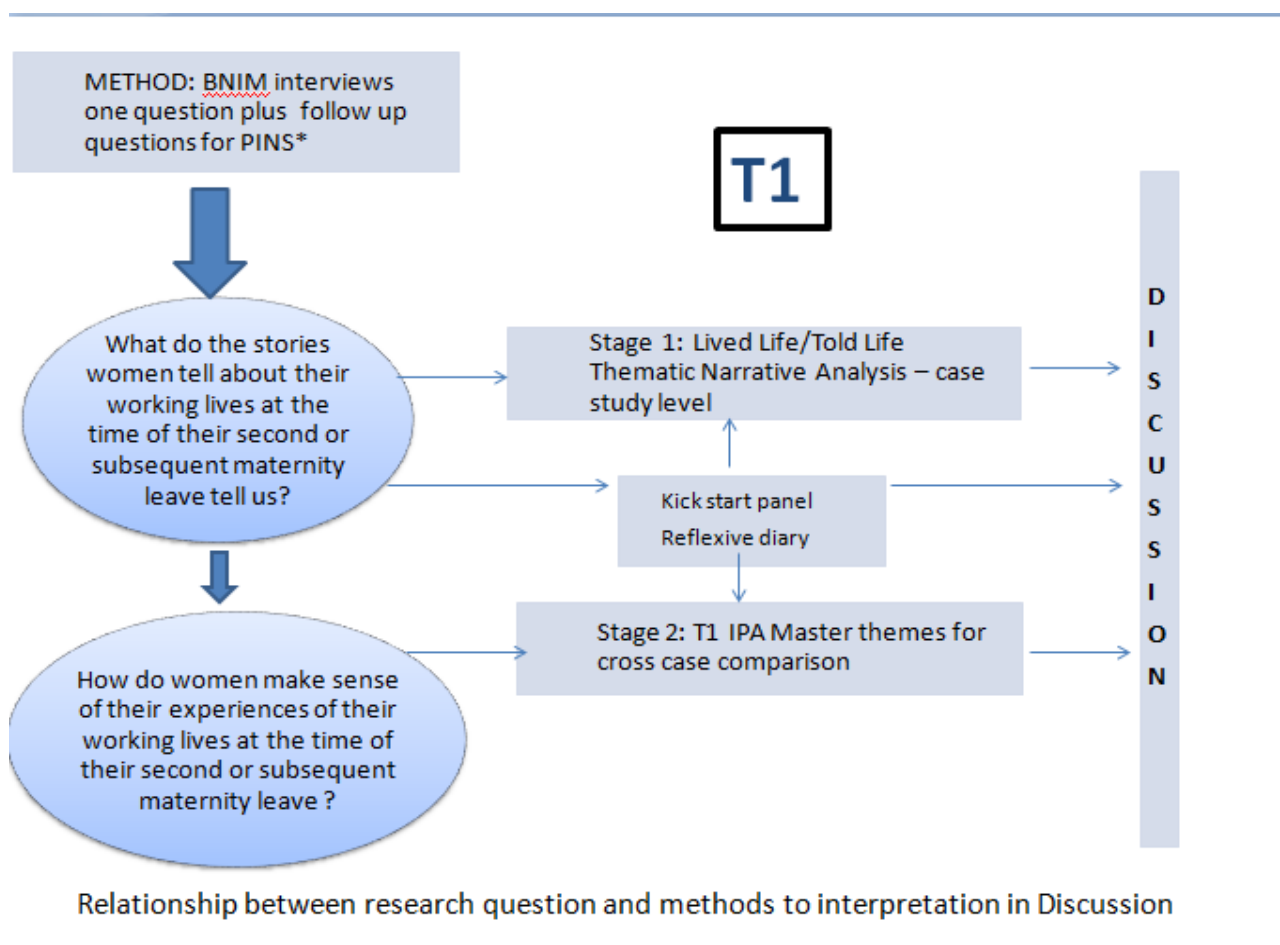 METHOD: BNIM interviews
one question plus follow up
questions for PINS*
T1
What do the stories
women tell about their
working lives at the
time of their second or
subsequent maternity
leave tell us?
Stage 1: Lived Life/Told Life
Thematic Narrative Analysis – case
study level
Kick start panel
Reflexive diary
How do women make sense
of their experiences of their
working lives at the time of
their second or subsequent
maternity leave ?
Stage 2: T1 IPA Master themes for
cross case comparison
D
I
S
C
U
S
S
I
O
N
Relationship between research question and methods to interpretation in Discussion